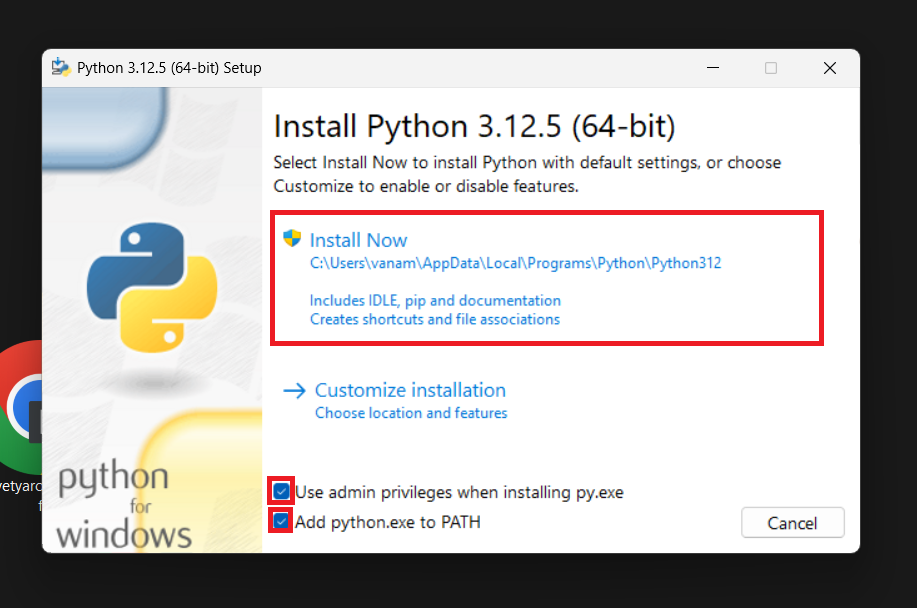 Python 3.12.5 (64-bit) Setup
Install Python 3.12.5 (64-bit)
Select Install Now to install Python with default settings, or choose
Customize to enable or disable features.
Install Now
C:\Users\vanam\AppData\Local\Programs\Python\Python312
Includes IDLE, pip and documentation
Creates shortcuts and file associations
Customize installation
Choose location and features
Use admin privileges when installing py.exe
Add python.exe to PATH
Cancel
python
for
windows